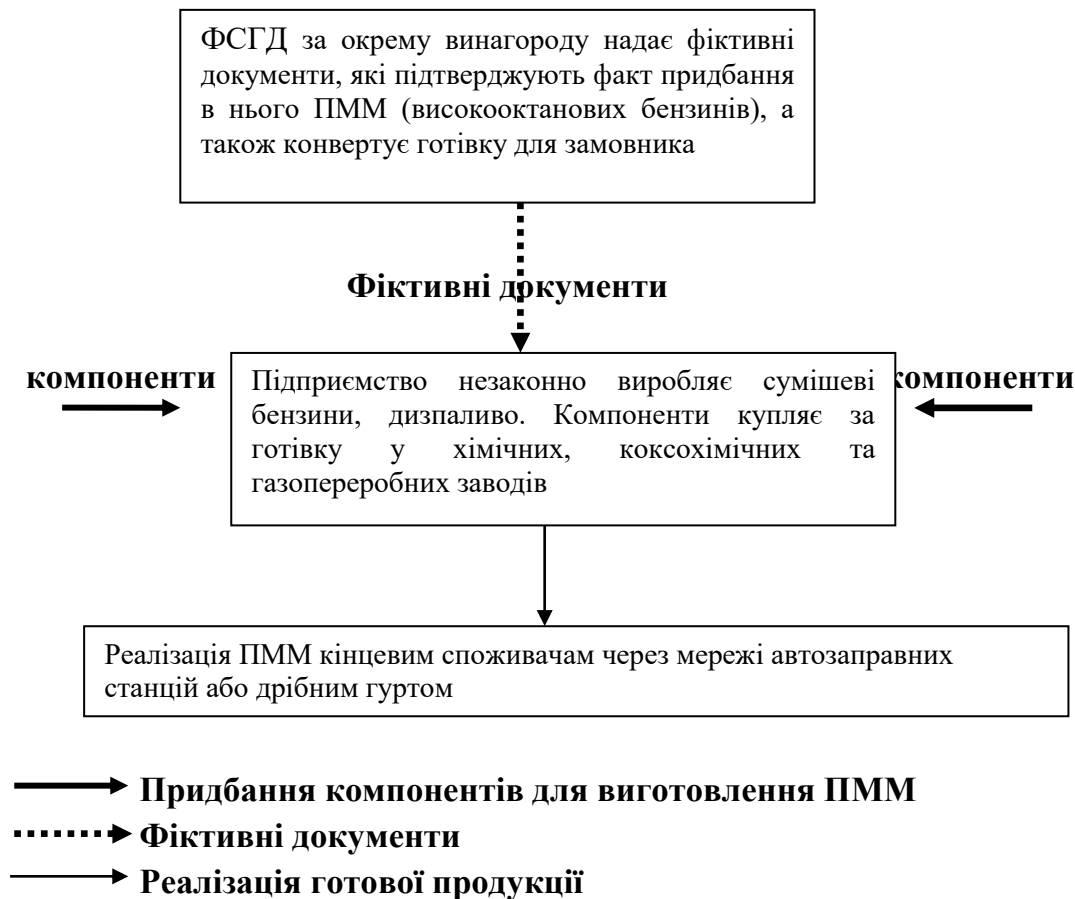 ФСГД за окрему винагороду надає фіктивні
документи, які підтверджують факт придбання
в нього ПММ (високооктанових бензинів), а
також конвертує готівку для замовника
Фіктивні документи
компоненти
Підприємство незаконно виробляє сумішеві
бензини, дизпаливо. Компоненти купляє за
готівку у хімічних, коксохімічних та
газопереробних заводів
компоненти
Реалізація ПММ кінцевим споживачам через мережі автозаправних
станцій або дрібним гуртом
Придбання компонентів для виготовлення ПММ
Фіктивні документи
Реалізація готової продукції